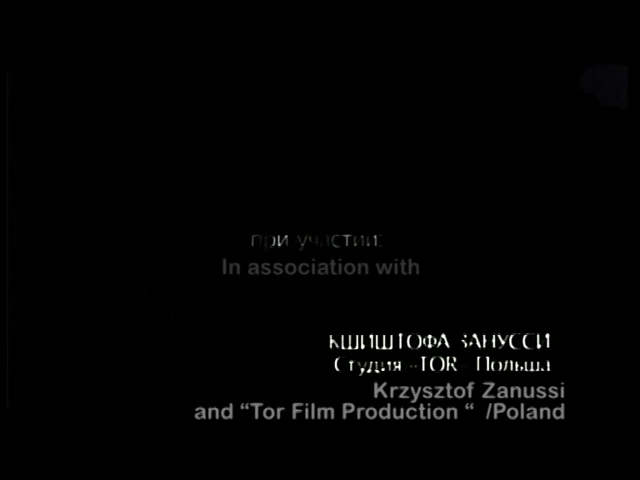 при участии:
In association with
КШИШТОФА ЗАНУССИ
Студия «TOR» Польша
Krzysztof Zanussi
and “Tor Film Production “ /Poland